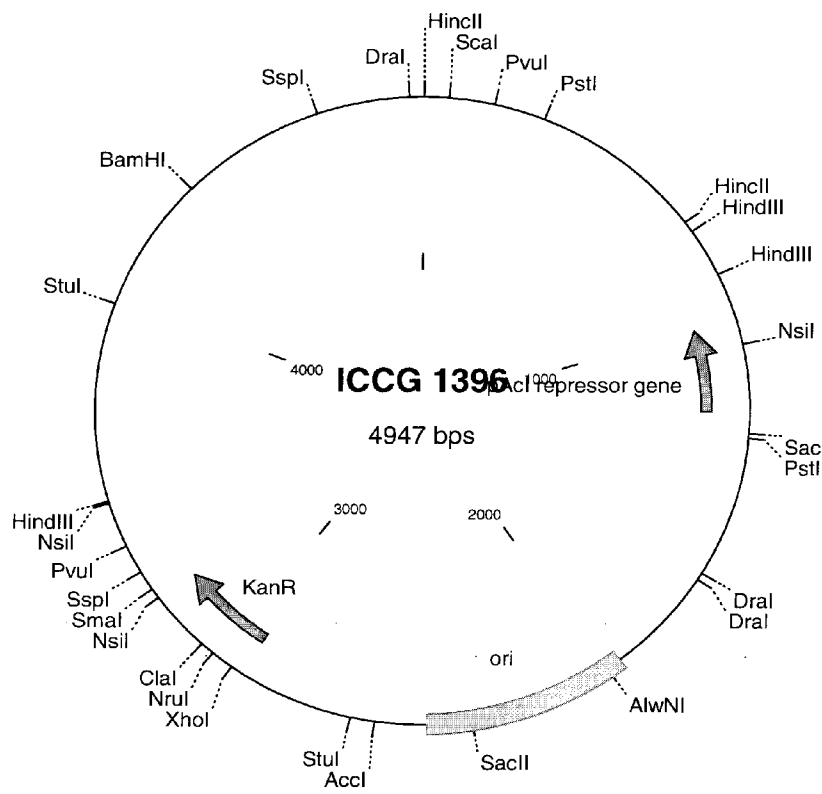 HincII
DraI
ScaI
SspI
PvuI
PstI
BamHI
HincII
HindIII
HindIII
StuI
NsiI
4000
1000
ICCG 1396
pAcI repressor gene
4947 bps
Sac
PstI
3000
2000
HindIII
NsiI
PvuI
SspI
KanR
SmaI
NsiI
DraI
DraI
ori
ClaI
NruI
XhoI
AlwNI
StuI
AccI
SacII